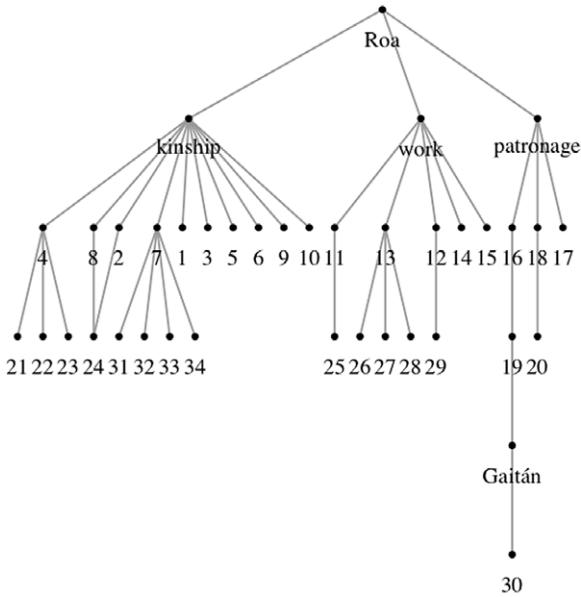 Roa
kinship work patronage
4 8 2 7 1 3 5 6 9 10 11 13 12 14 15 16 18 17
21 22 23 24 31 32 33 34 25 26 27 28 29 19 20
Gaitán
30